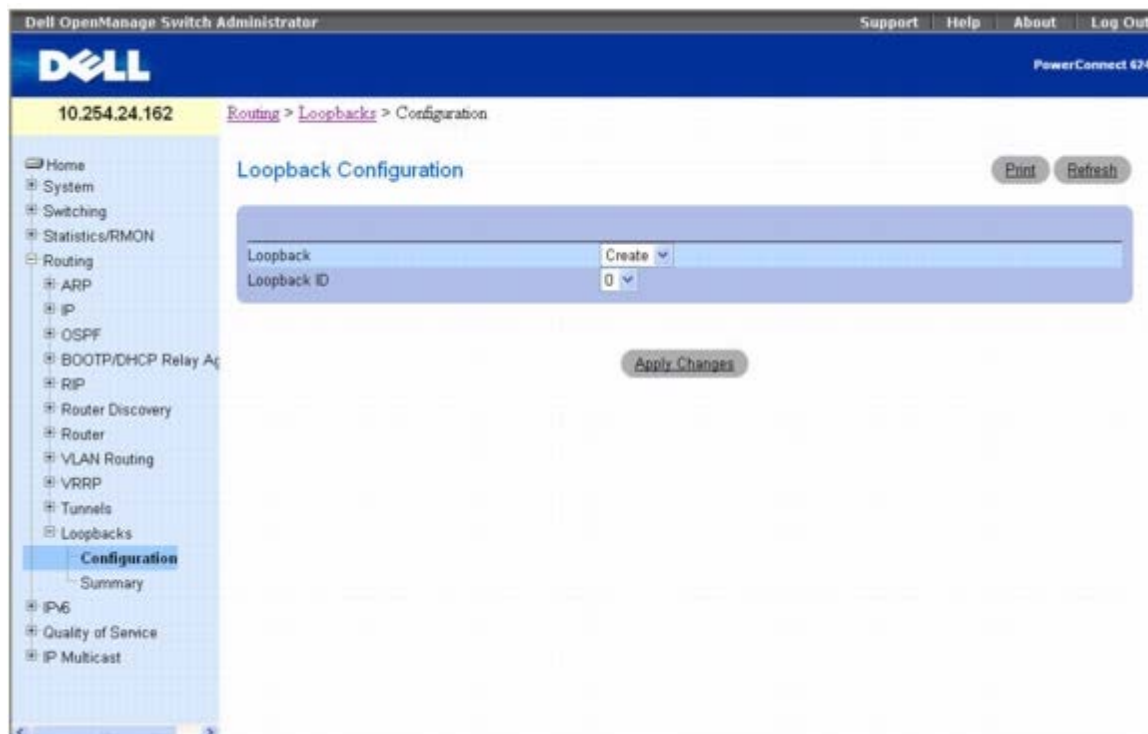 Dell OpenManage Switch Administrator
Support Help About Log Out
DELL
PowerConnect 624
10.254.24.162
Routing > Loopbacks > Configuration
Home
System
Switching
Statistics/RMON
Routing
ARP
IP
OSPF
BOOTP/DHCP Relay Ag
RIP
Router Discovery
Router
VLAN Routing
VRRP
Tunnels
Loopbacks
Configuration
Summary
IPv6
Quality of Service
IP Multicast
Loopback Configuration
Print Refresh
Loopback Create
Loopback ID 0
Apply Changes